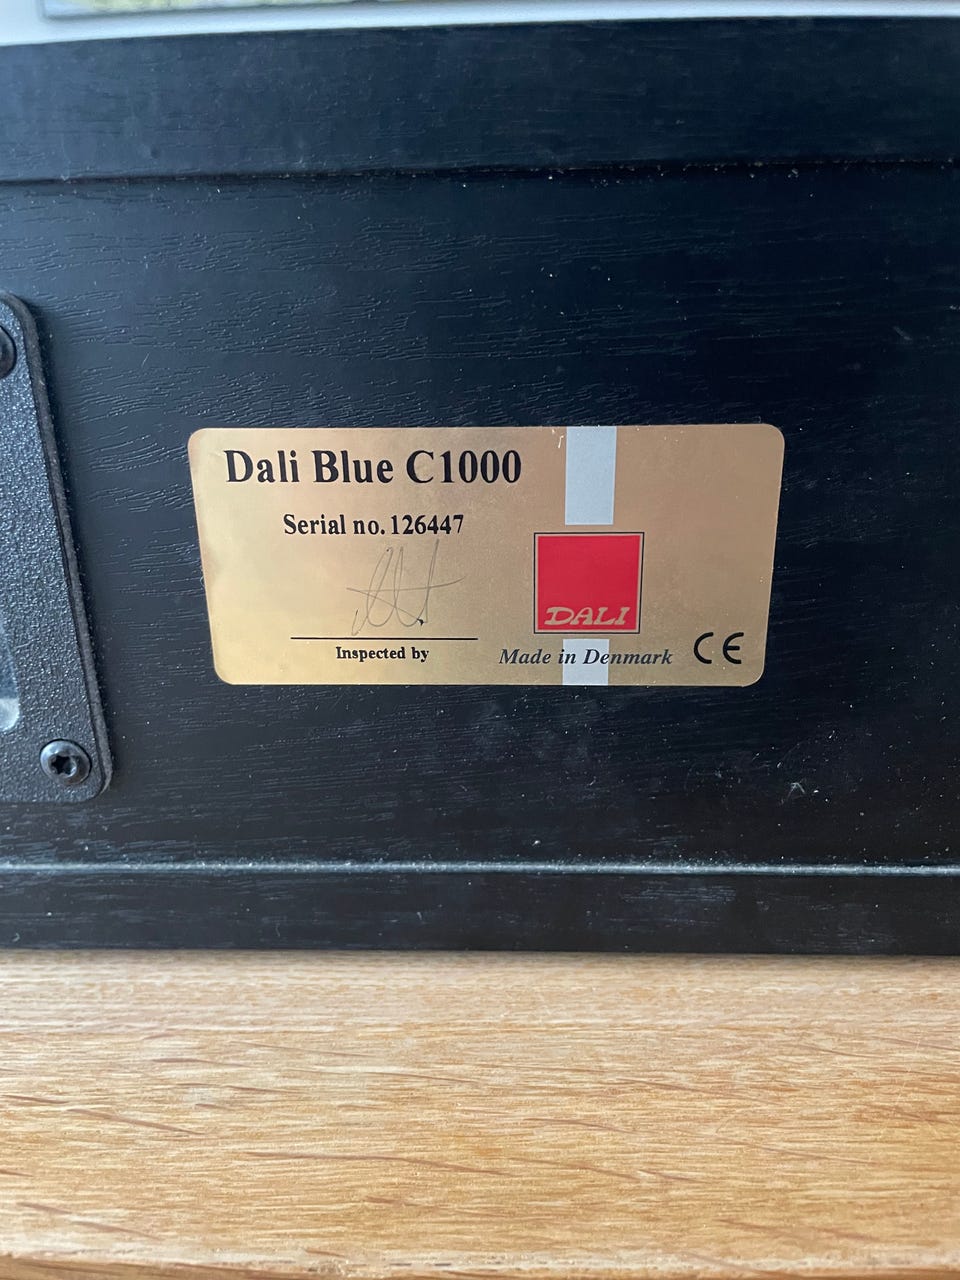 Dali Blue C1000
Serial no. 126447
Inspected by
DALI
Made in Denmark
CE